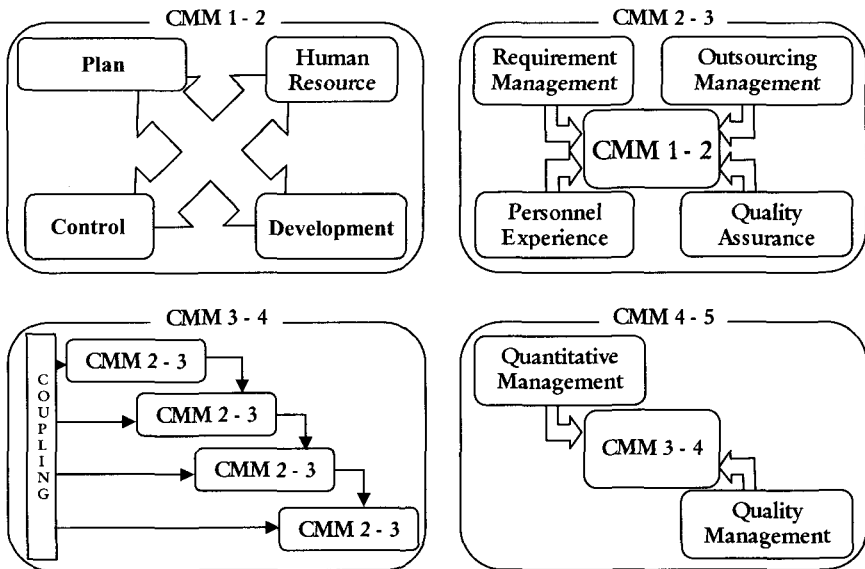 CMM 1 - 2
Plan
Human
Resource
Control
Development
CMM 2 - 3
Requirement
Management
Outsourcing
Management
CMM 1 - 2
Personnel
Experience
Quality
Assurance
CMM 3 - 4
COUPLING
CMM 2 - 3
CMM 2 - 3
CMM 2 - 3
CMM 2 - 3
CMM 4 - 5
Quantitative
Management
CMM 3 - 4
Quality
Management